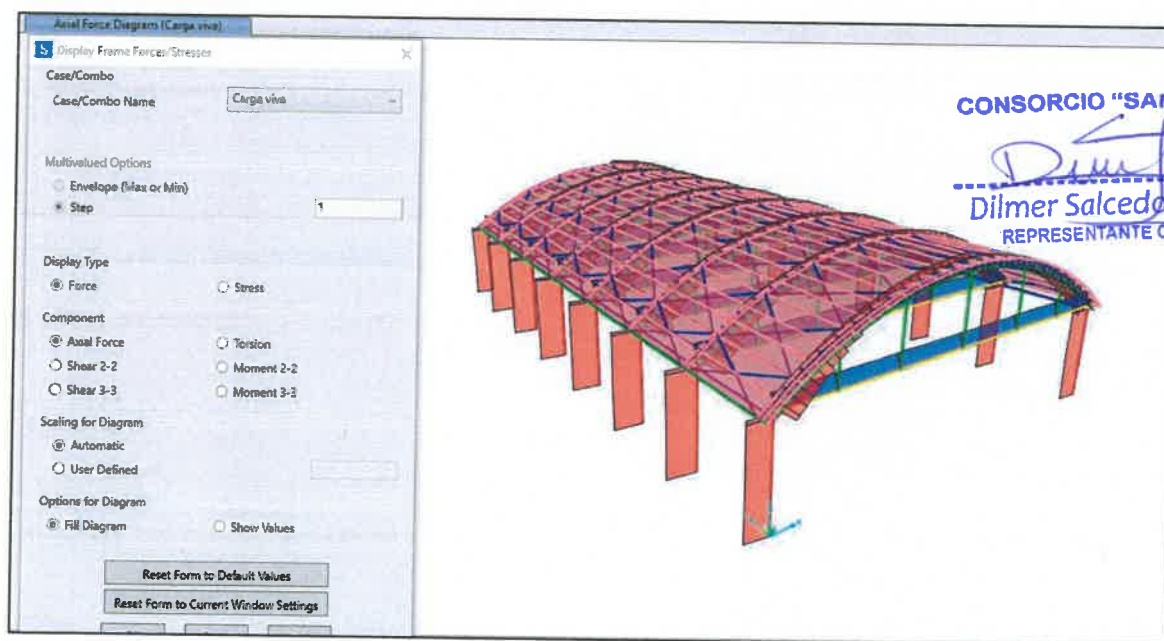 Axial Force Diagram (Carga viva)
Display Frame Forces/Stresses
Case/Combo
Case/Combo Name
Carga viva
Multivalued Options
Envelope (Max or Min)
Step
1
Display Type
Force
Stress
Component
Axial Force
Torsion
Shear 2-2
Moment 2-2
Shear 3-3
Moment 3-3
Scaling for Diagram
Automatic
User Defined
Options for Diagram
Fill Diagram
Show Values
Reset Form to Default Values
Reset Form to Current Window Settings
CONSORCIO "SA
Dilmer Salcedo
REPRESENTANTE